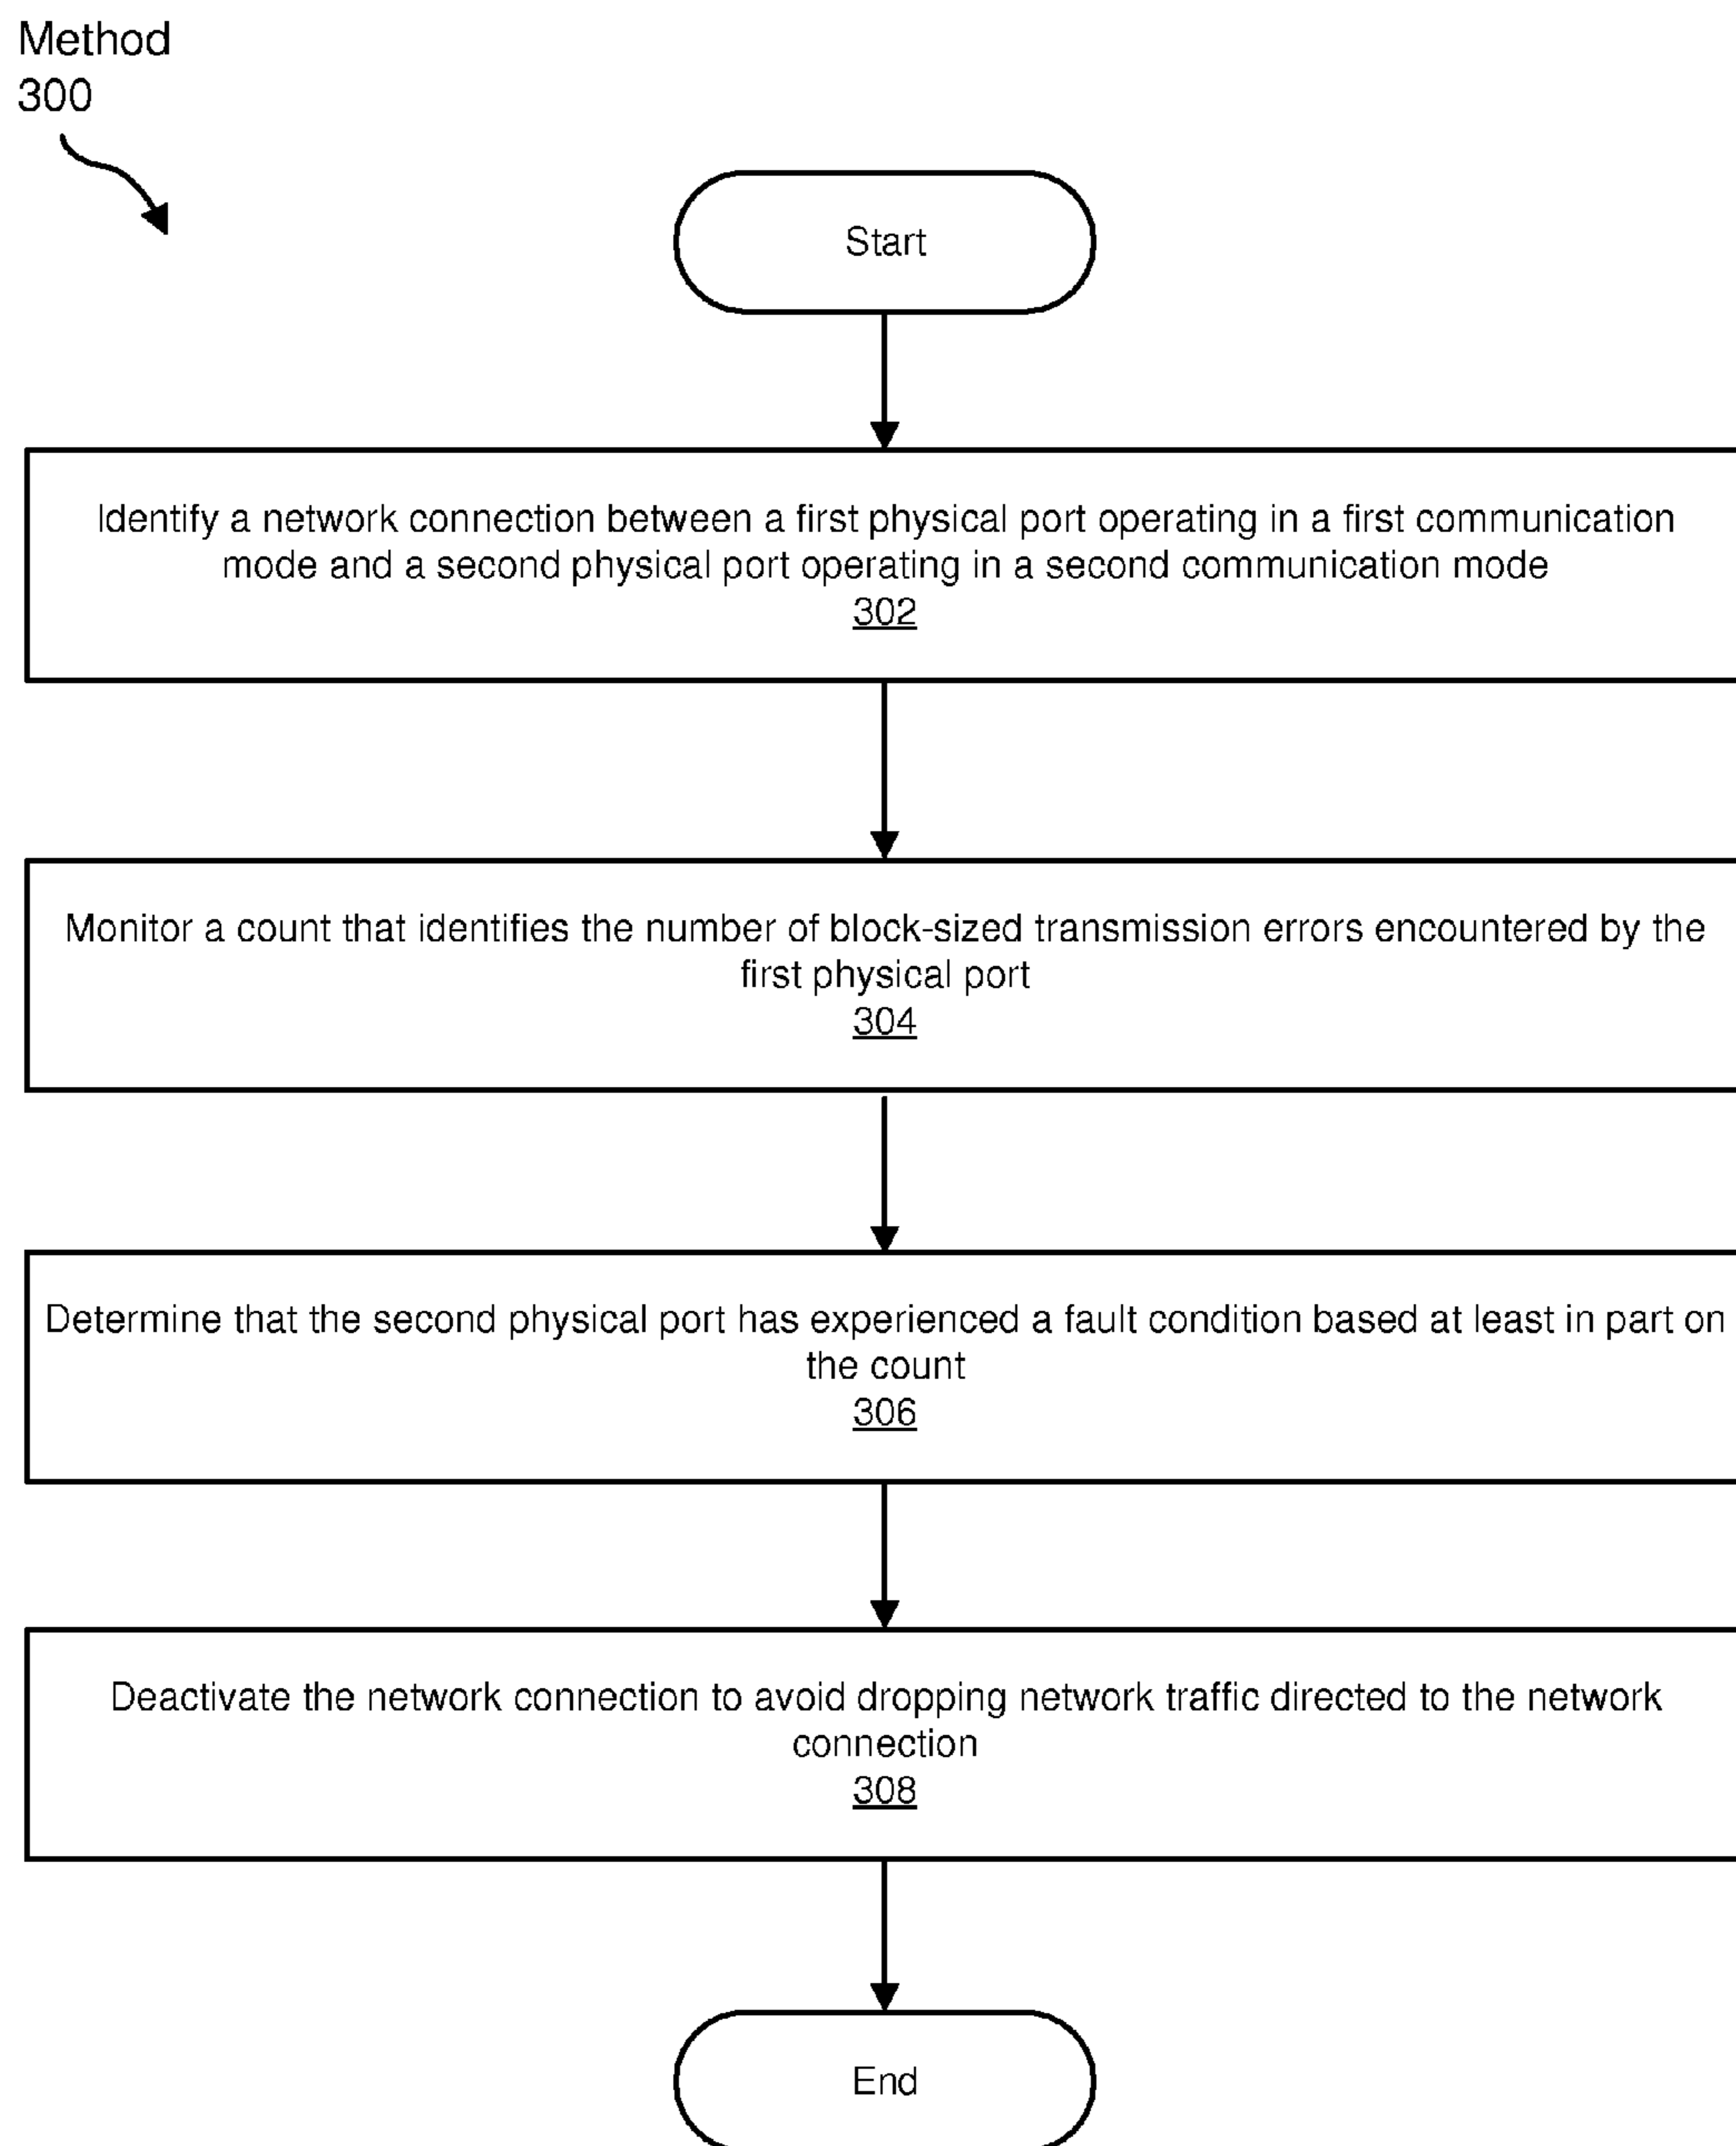 Method
300
Start
Identify a network connection between a first physical port operating in a first communication
mode and a second physical port operating in a second communication mode
302
Monitor a count that identifies the number of block-sized transmission errors encountered by the
first physical port
304
Determine that the second physical port has experienced a fault condition based at least in part on
the count
306
Deactivate the network connection to avoid dropping network traffic directed to the network
connection
308
End